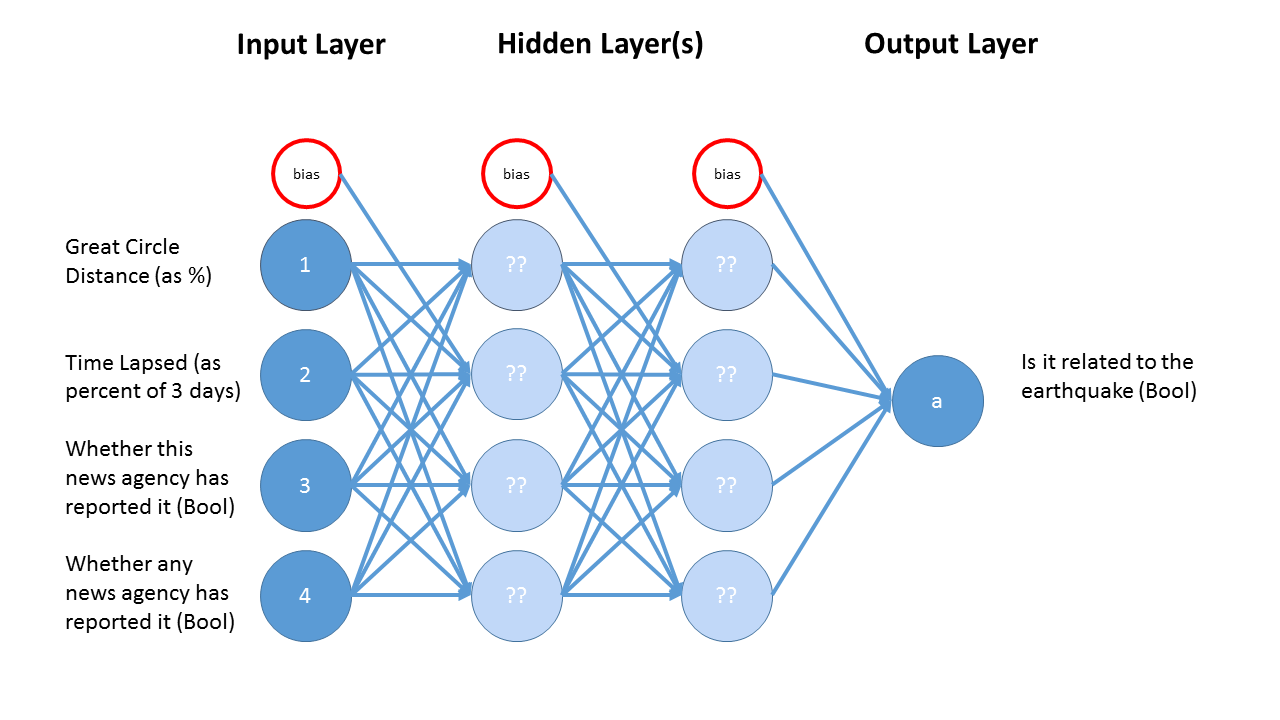 Input Layer
Hidden Layer(s)
Output Layer
bias
bias
bias
Great Circle
Distance (as %)
1
??
??
Time Lapsed (as
percent of 3 days)
2
??
??
a
Is it related to the
earthquake (Bool)
Whether this
news agency has
reported it (Bool)
3
??
??
Whether any
news agency has
reported it (Bool)
4
??
??